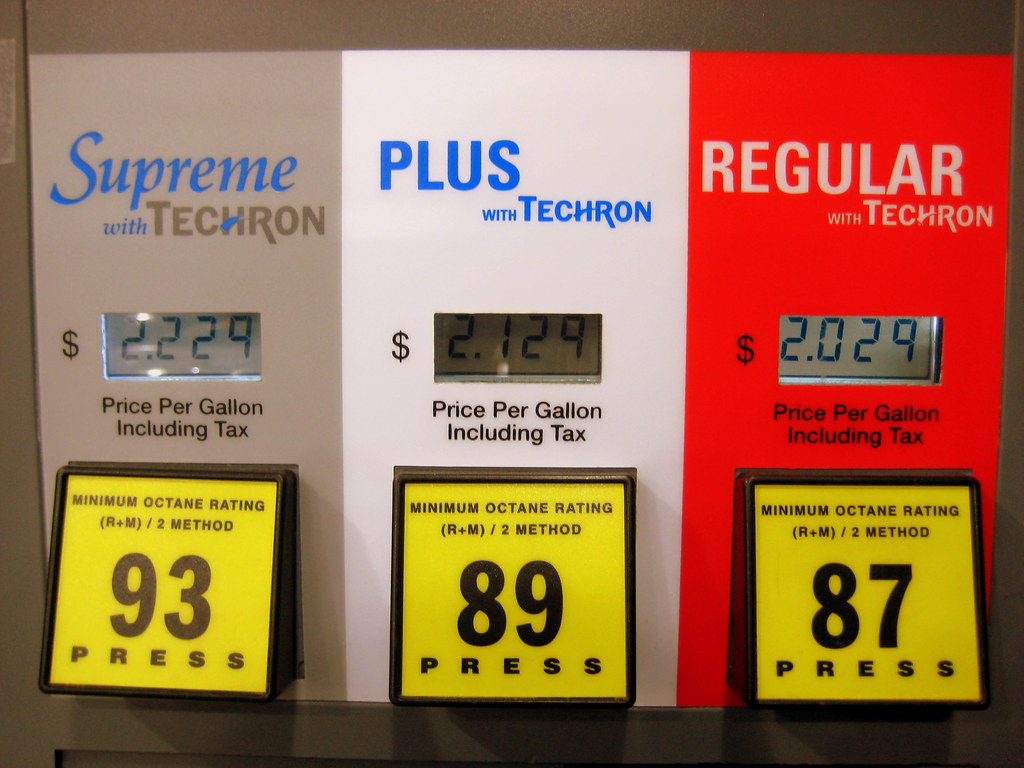 Supreme
with TECHRON
$ 2.229
Price Per Gallon
Including Tax
MINIMUM OCTANE RATING
(R+M) / 2 METHOD
93
PRESS
PLUS
WITH TECHRON
$ 2.129
Price Per Gallon
Including Tax
MINIMUM OCTANE RATING
(R+M) / 2 METHOD
89
PRESS
REGULAR
WITH TECHRON
$ 2.029
Price Per Gallon
Including Tax
MINIMUM OCTANE RATING
(R+M) / 2 METHOD
87
PRESS